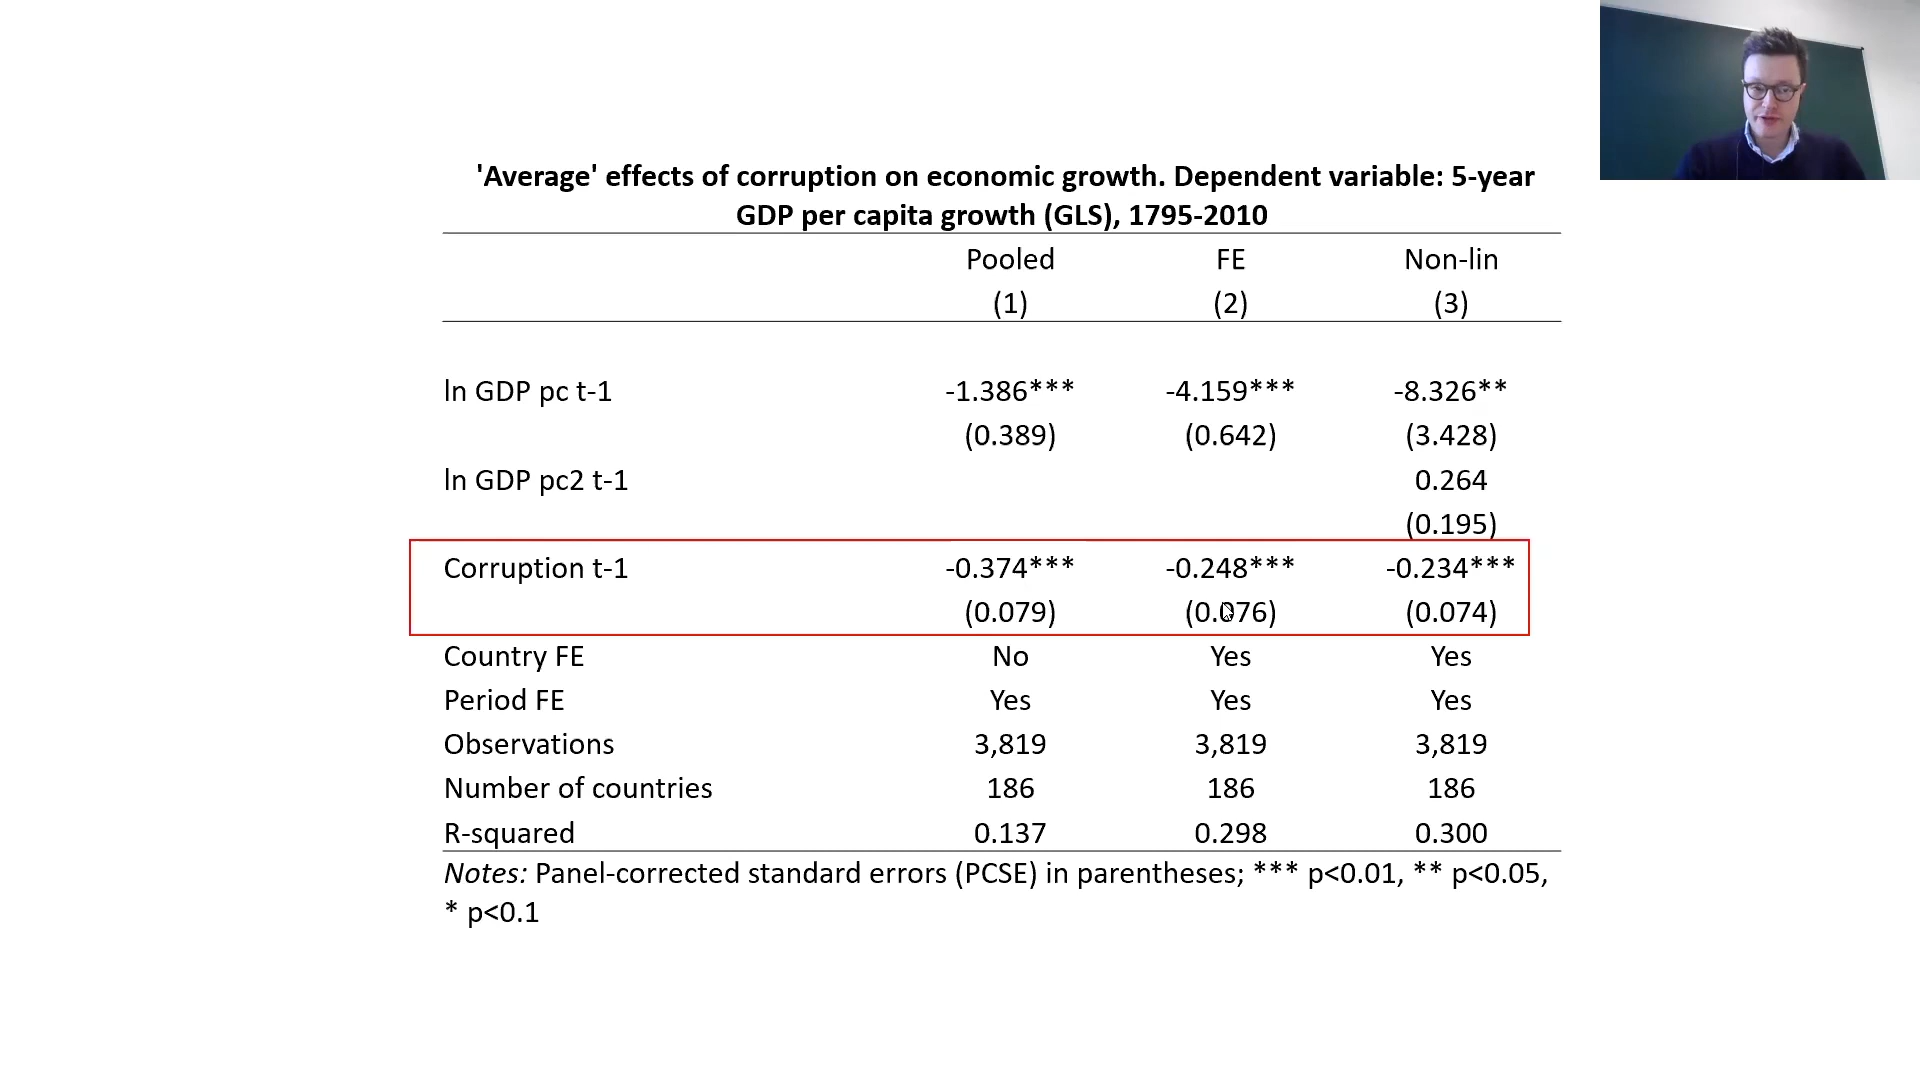 'Average' effects of corruption on economic growth. Dependent variable: 5-year
GDP per capita growth (GLS), 1795-2010
Pooled FE Non-lin
(1) (2) (3)
ln GDP pc t-1 -1.386*** -4.159*** -8.326**
(0.389) (0.642) (3.428)
ln GDP pc2 t-1 0.264
(0.195)
Corruption t-1 -0.374*** -0.248*** -0.234***
(0.079) (0.076) (0.074)
Country FE No Yes Yes
Period FE Yes Yes Yes
Observations 3,819 3,819 3,819
Number of countries 186 186 186
R-squared 0.137 0.298 0.300
Notes: Panel-corrected standard errors (PCSE) in parentheses; *** p<0.01, ** p<0.05,
* p<0.1